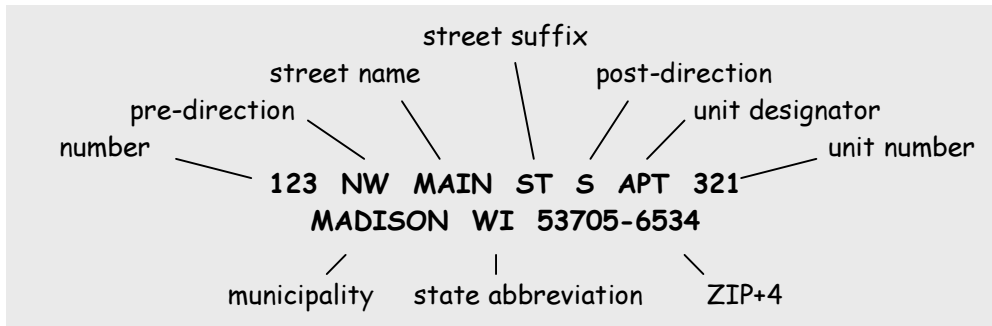 street suffix
street name post-direction
pre-direction unit designator
number unit number
123 NW MAIN ST S APT 321
MADISON WI 53705-6534
municipality state abbreviation ZIP+4